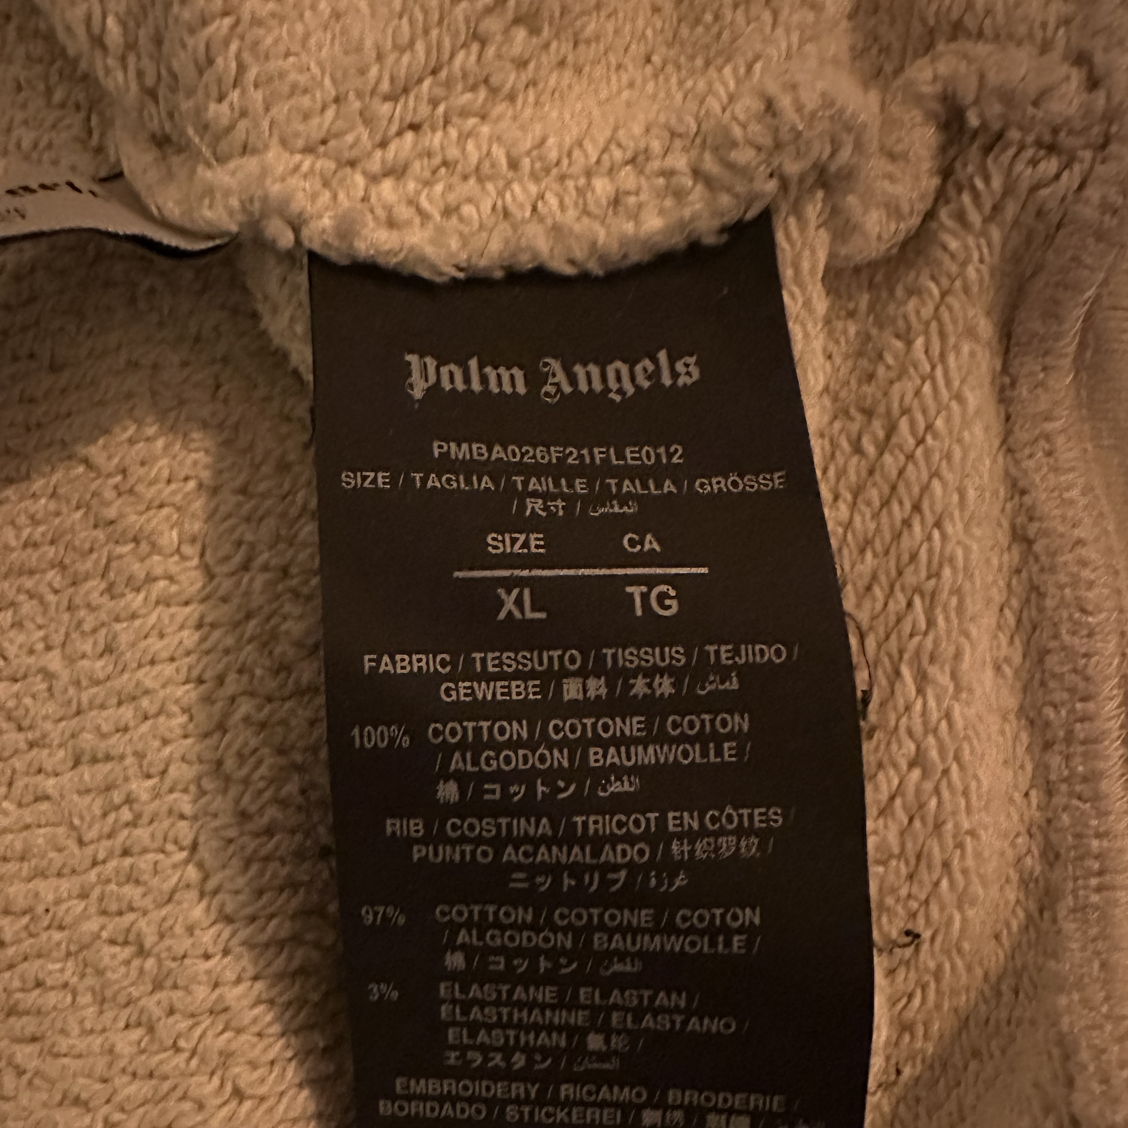 Palm Angels
PMBA026F21FLE012
SIZE / TAGLIA / TAILLE / TALLA / GRÖSSE
/ 尺寸 / المقاس
SIZE CA
XL TG
FABRIC / TESSUTO / TISSUS / TEJIDO /
GEWEBE / 面料 / 本体 / قماش
100% COTTON / COTONE / COTON
/ ALGODÓN / BAUMWOLLE /
棉 / コットン / القطن
RIB / COSTINA / TRICOT EN CÔTES /
PUNTO ACANALADO / 针织罗纹 /
ニットリブ / غرزة
97% COTTON / COTONE / COTON
/ ALGODÓN / BAUMWOLLE /
棉 / コットン / القطن
3% ELASTANE / ELASTAN /
ÉLASTHANNE / ELASTANO /
ELASTHAN / 氨纶 /
エラスタン /
EMBROIDERY / RICAMO / BRODERIE /
BORDADO / STICKEREI / 刺绣 /